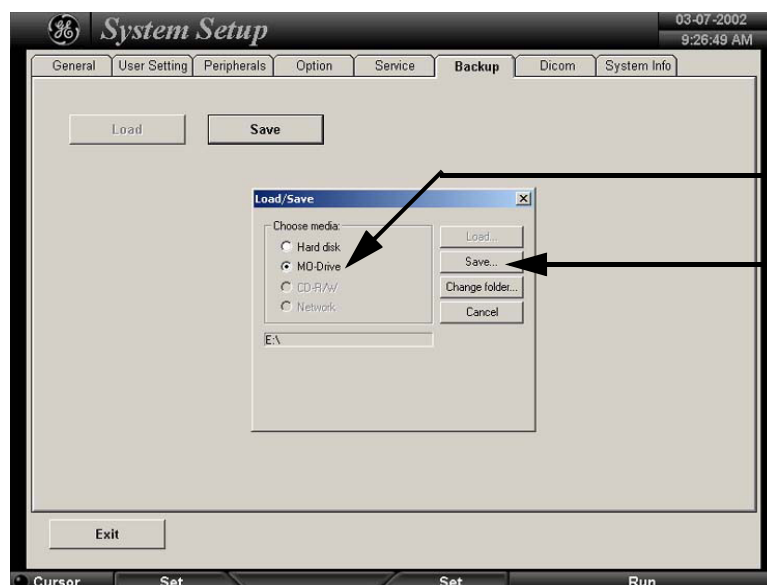 System Setup
03-07-2002
9:26:49 AM
General User Setting Peripherals Option Service Backup Dicom System Info
Load Save
Load/Save
Choose media:
Hard disk
MO-Drive
CD-R/W
Network
E:\
Load...
Save...
Change folder...
Cancel
Exit
Cursor Set Set Run